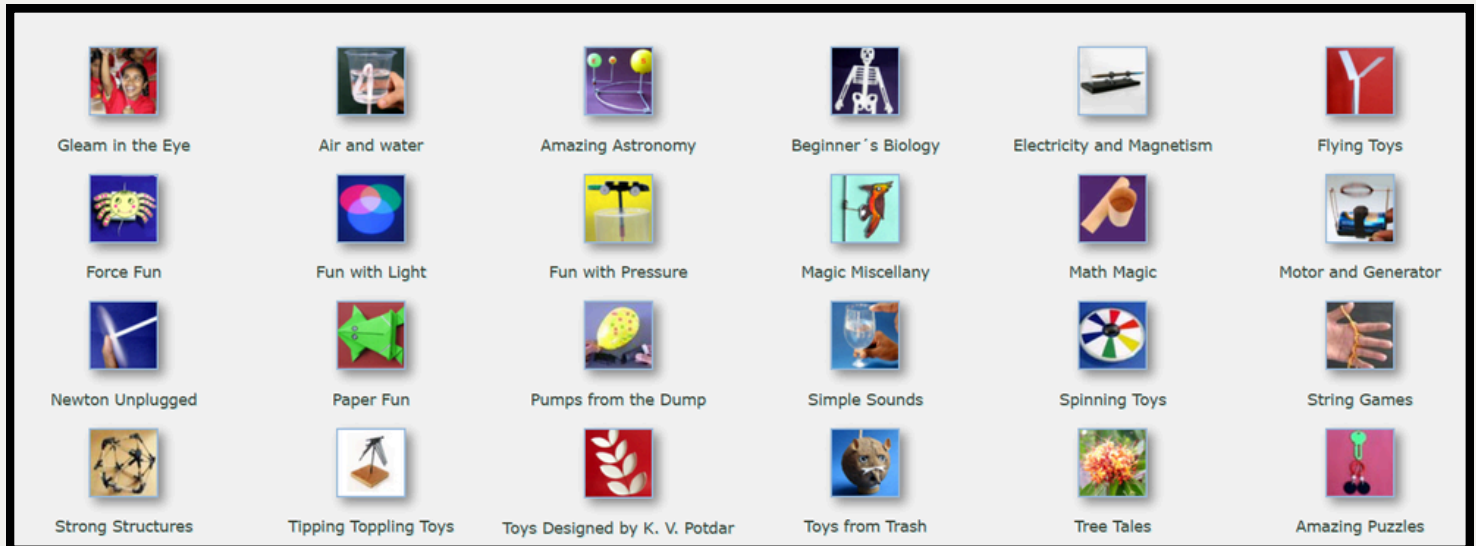 Gleam in the Eye
Air and water
Amazing Astronomy
Beginner´s Biology
Electricity and Magnetism
Flying Toys
Force Fun
Fun with Light
Fun with Pressure
Magic Miscellany
Math Magic
Motor and Generator
Newton Unplugged
Paper Fun
Pumps from the Dump
Simple Sounds
Spinning Toys
String Games
Strong Structures
Tipping Toppling Toys
Toys Designed by K. V. Potdar
Toys from Trash
Tree Tales
Amazing Puzzles